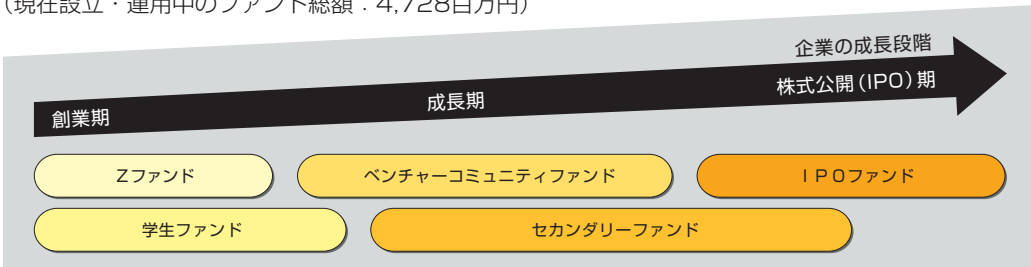 （現在設立・運用中のファンド総額：4,728百万円）
企業の成長段階
創業期
成長期
株式公開（IPO）期
Zファンド
ベンチャーコミュニティファンド
IPOファンド
学生ファンド
セカンダリーファンド